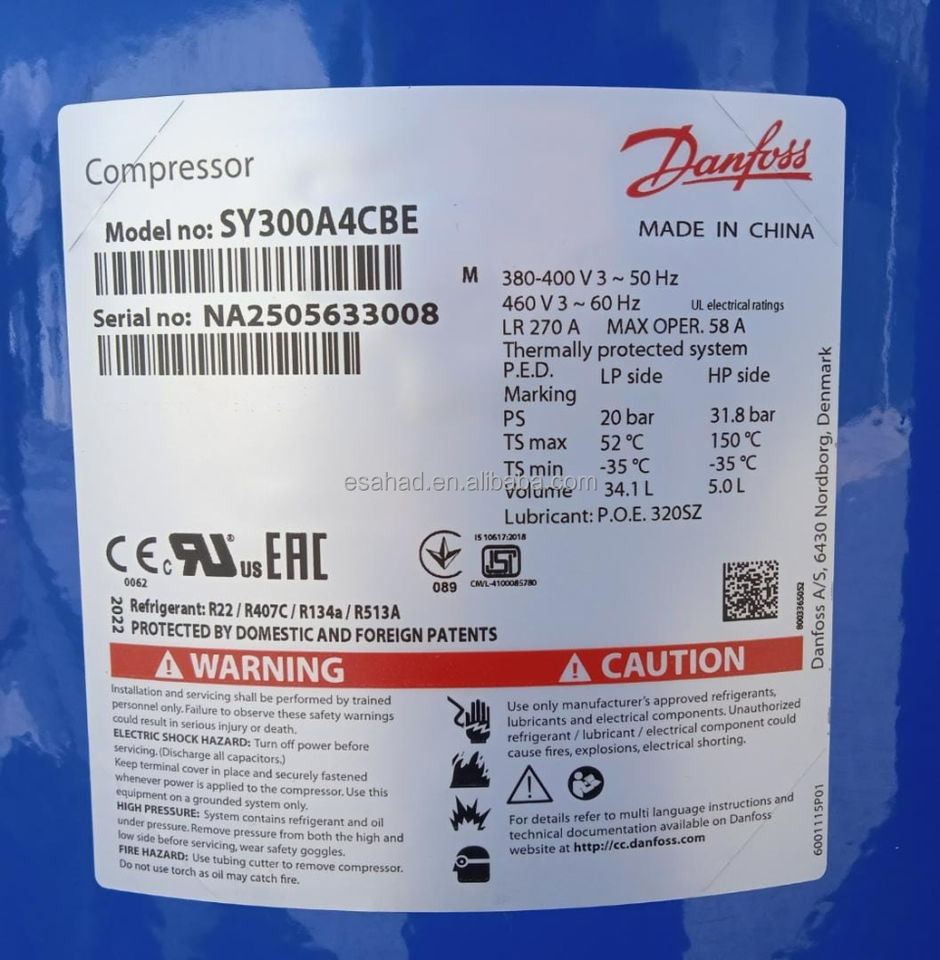 Compressor
Danfoss
Model no: SY300A4CBE
MADE IN CHINA
Serial no: NA2505633008
M 380-400 V 3 ~ 50 Hz
460 V 3 ~ 60 Hz UL electrical ratings
LR 270 A MAX OPER. 58 A
Thermally protected system
P.E.D. LP side HP side
Marking
PS 20 bar 31.8 bar
TS max 52 °C 150 °C
TS min -35 °C -35 °C
Volume 34.1 L 5.0 L
Lubricant: P.O.E. 320SZ
esahad.en.alibaba.com
CE 0062
c RU ® us
EAC
089
IS 10617:2018
ISI
CM/L-4100085780
2022
Refrigerant: R22 / R407C / R134a / R513A
PROTECTED BY DOMESTIC AND FOREIGN PATENTS
8003365052
Danfoss A/S, 6430 Nordborg, Denmark
WARNING
CAUTION
Installation and servicing shall be performed by trained
personnel only. Failure to observe these safety warnings
could result in serious injury or death.
ELECTRIC SHOCK HAZARD: Turn off power before
servicing. (Discharge all capacitors.)
Keep terminal cover in place and securely fastened
whenever power is applied to the compressor. Use this
equipment on a grounded system only.
HIGH PRESSURE: System contains refrigerant and oil
under pressure. Remove pressure from both the high and
low side before servicing, wear safety goggles.
FIRE HAZARD: Use tubing cutter to remove compressor.
Do not use torch as oil may catch fire.
Use only manufacturer's approved refrigerants,
lubricants and electrical components. Unauthorized
refrigerant / lubricant / electrical component could
cause fires, explosions, electrical shorting.
For details refer to multi language instructions and
technical documentation available on Danfoss
website at http://cc.danfoss.com
6001115P01